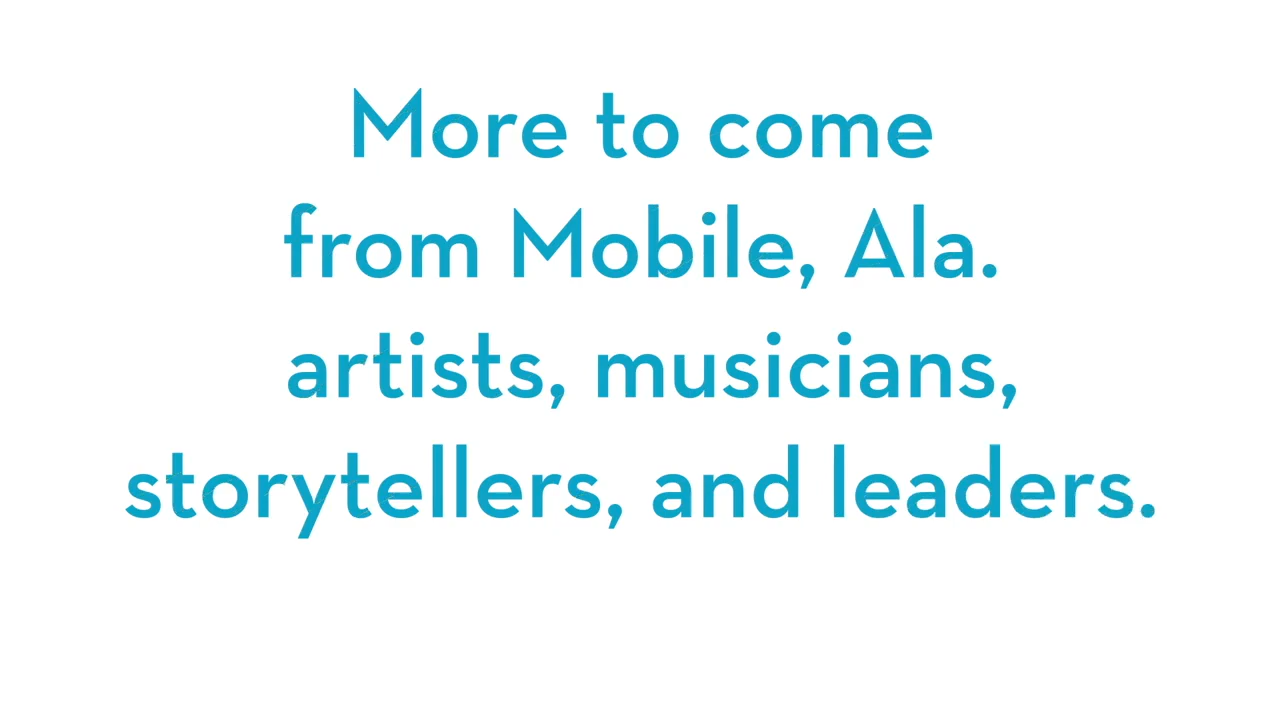 More to come
from Mobile, Ala.
artists, musicians,
storytellers, and leaders.